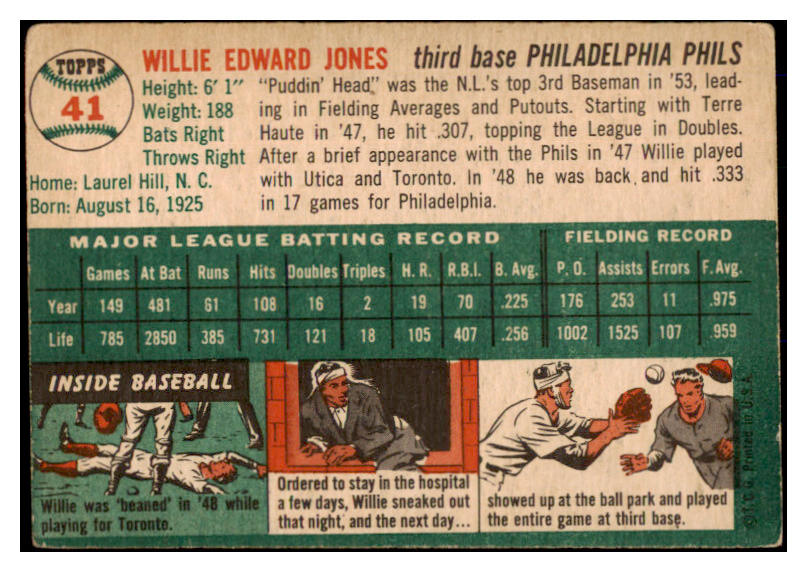 TOPPS
41
WILLIE EDWARD JONES third base PHILADELPHIA PHILS
Height: 6' 1"
Weight: 188
Bats Right
Throws Right
Home: Laurel Hill, N. C.
Born: August 16, 1925
"Puddin' Head" was the N.L.'s top 3rd Baseman in '53, lead-
ing in Fielding Averages and Putouts. Starting with Terre
Haute in '47, he hit .307, topping the League in Doubles.
After a brief appearance with the Phils in '47 Willie played
with Utica and Toronto. In '48 he was back and hit .333
in 17 games for Philadelphia.
MAJOR LEAGUE BATTING RECORD FIELDING RECORD
Games At Bat Runs Hits Doubles Triples H. R. R.B.I. B. Avg. P. O. Assists Errors F. Avg.
Year 149 481 61 108 16 2 19 70 .225 176 253 11 .975
Life 785 2850 385 731 121 18 105 407 .256 1002 1525 107 .959
INSIDE BASEBALL
Willie was 'beaned' in '48 while
playing for Toronto.
Ordered to stay in the hospital
a few days, Willie sneaked out
that night, and the next day...
showed up at the ball park and played
the entire game at third base.
©T.C.G. Printed in U.S.A.